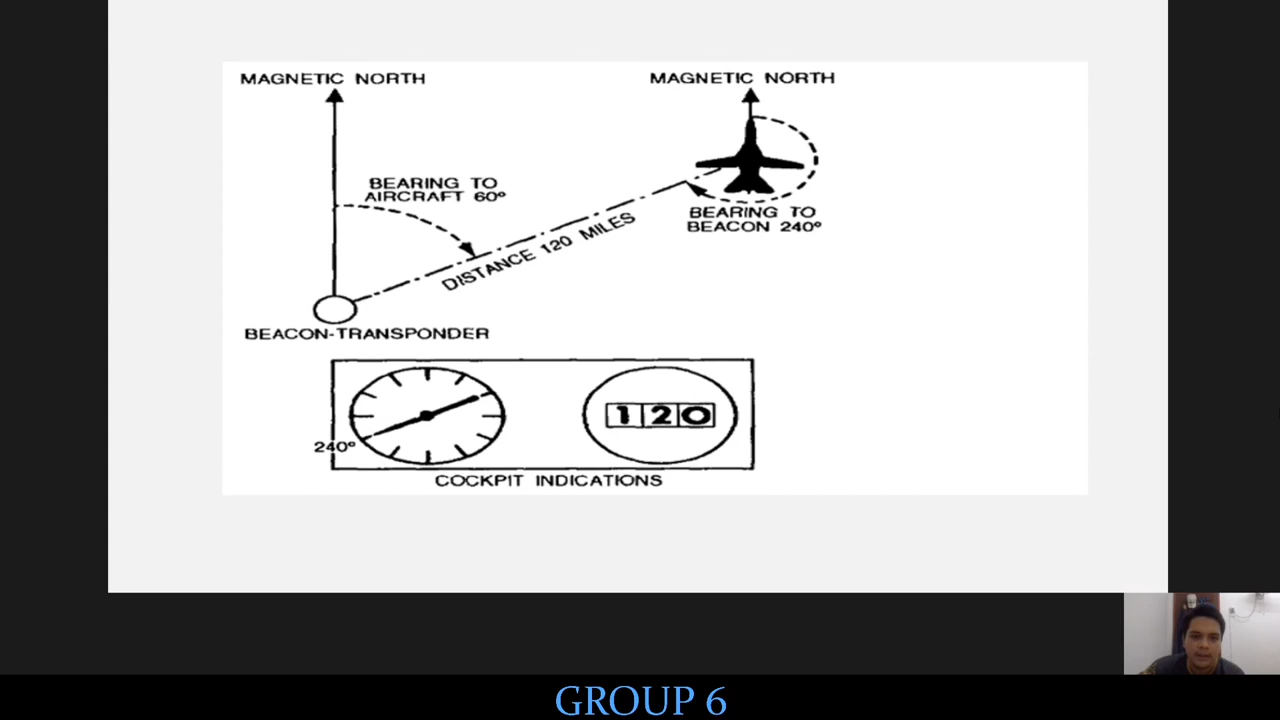 MAGNETIC NORTH
MAGNETIC NORTH
BEARING TO
AIRCRAFT 60°
DISTANCE 120 MILES
BEARING TO
BEACON 240°
BEACON-TRANSPONDER
240°
120
COCKPIT INDICATIONS
GROUP 6